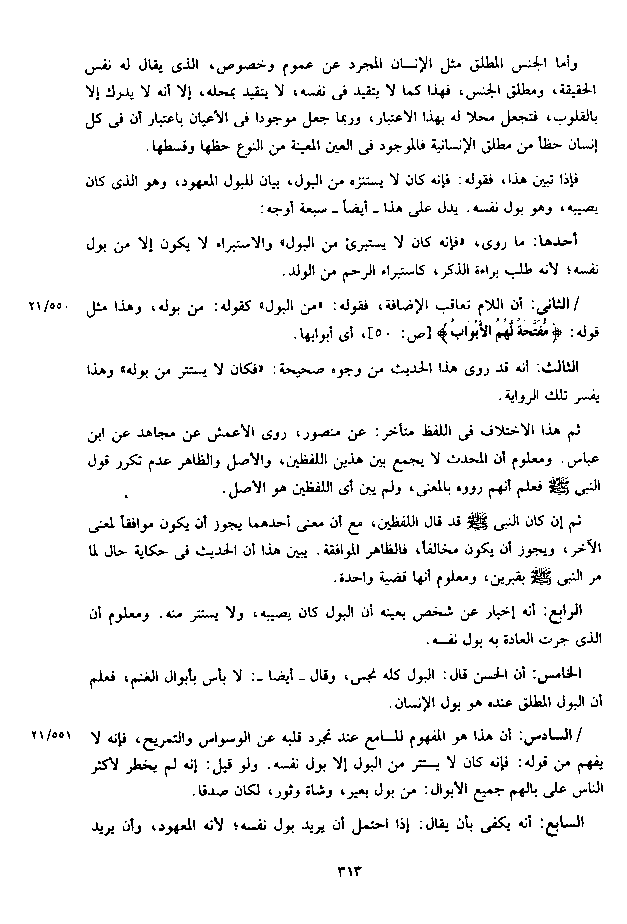 وأما الجنس المطلق مثل الإنسان المجرد عن عموم وخصوص، الذى يقال له نفس
الحقيقة، ومطلق الجنس، فهذا كما لا يتقيد فى نفسه، لا يتقيد بمحله، إلا أنه لا يدرك إلا
بالقلوب، فتجعل محلا له بهذا الاعتبار، وربما جعل موجودا فى الأعيان باعتبار أن فى كل
إنسان حظاً من مطلق الإنسانية فالموجود فى العين المعينة من النوع حظها وقسطها.
فإذا تبين هذا، فقوله: فإنه كان لا يستنزه من البول، بيان للبول المعهود، وهو الذى كان
يصيبه، وهو بول نفسه. يدل على هذا ـ أيضاً ـ سبعة أوجه:
أحدها: ما روى، «فإنه كان لا يستبرئ من البول» والاستبراء لا يكون إلا من بول
نفسه؛ لأنه طلب براءة الذكر، كاستبراء الرحم من الولد.
٢١/٥٥٠ / الثانى: أن اللام تعاقب الإضافة، فقوله: «من البول» كقوله: من بوله، وهذا مثل
قوله: ﴿ مُفَتَّحَةً لَّهُمُ الأَبْوَابُ ﴾ [ص: ٥٠]، أى أبوابها.
الثالث: أنه قد روى هذا الحديث من وجوه صحيحة: «فكان لا يستتر من بوله» وهذا
يفسر تلك الرواية.
ثم هذا الاختلاف فى اللفظ متأخر: عن منصور، روى الأعمش عن مجاهد عن ابن
عباس. ومعلوم أن المحدث لا يجمع بين هذين اللفظين، والأصل والظاهر عدم تكرر قول
النبى ﷺ فعلم أنهم رووه بالمعنى، ولم يبن أى اللفظين هو الأصل.
ثم إن كان النبى ﷺ قد قال اللفظين، مع أن معنى أحدهما يجوز أن يكون موافقاً لمعنى
الآخر، ويجوز أن يكون مخالفاً، فالظاهر الموافقة. يبين هذا أن الحديث فى حكاية حال لما
مر النبى ﷺ بقبرين، ومعلوم أنها قضية واحدة.
الرابع: أنه إخبار عن شخص بعينه أن البول كان يصيبه، ولا يستتر منه. ومعلوم أن
الذى جرت العادة به بول نفسه.
الخامس: أن الحسن قال: البول كله نجس، وقال ـ أيضا ـ: لا بأس بأبوال الغنم، فعلم
أن البول المطلق عنده هو بول الإنسان.
٢١/٥٥١ / السادس: أن هذا هو المفهوم للسامع عند تجرد قلبه عن الوسواس والتمريح، فإنه لا
يفهم من قوله: فإنه كان لا يستتر من البول إلا بول نفسه. ولو قيل: إنه لم يخطر لأكثر
الناس على بالهم جميع الأبوال: من بول بعير، وشاة وثور، لكان صدقا.
السابع: أنه يكفى بأن يقال: إذا احتمل أن يريد بول نفسه؛ لأنه المعهود، وأن يريد
٣١٣